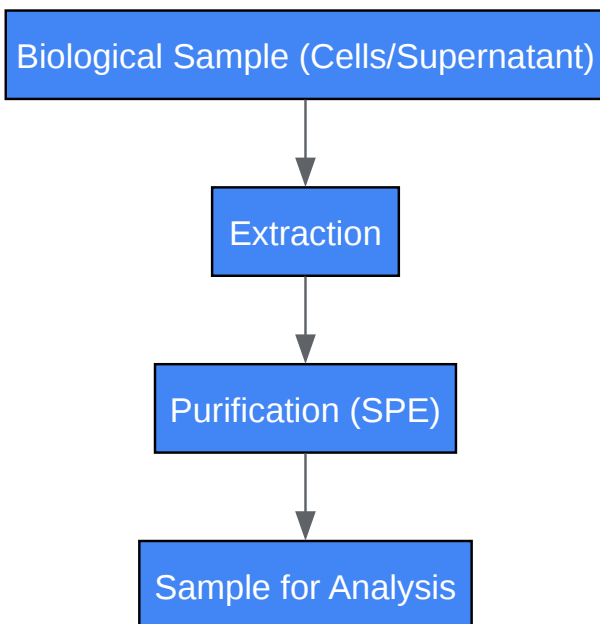 Biological Sample (Cells/Supernatant)
Extraction
Purification (SPE)
Sample for Analysis